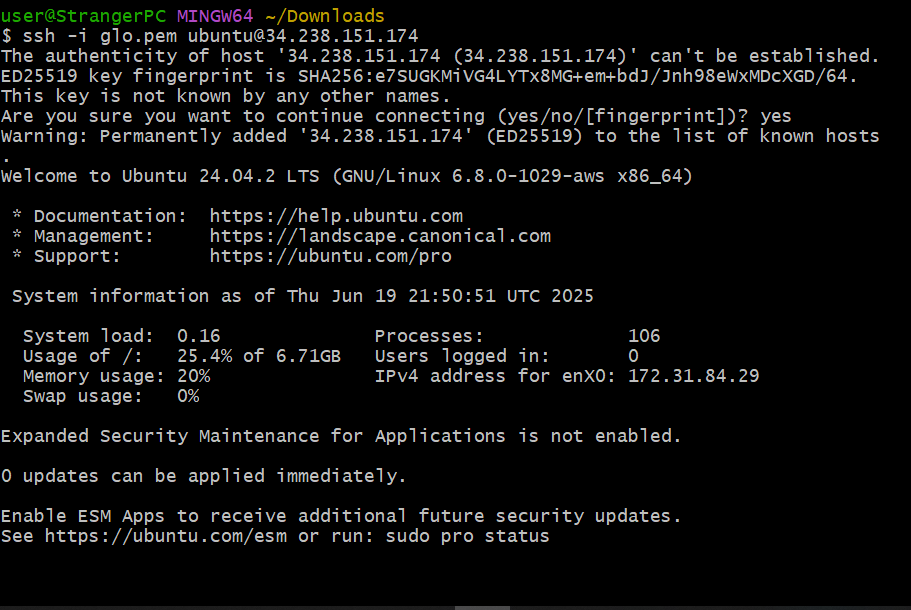 user@StrangerPC MINGW64 ~/Downloads
$ ssh -i glo.pem ubuntu@34.238.151.174
The authenticity of host '34.238.151.174 (34.238.151.174)' can't be established.
ED25519 key fingerprint is SHA256:e7SUGKMiVG4LYTx8MG+em+bdJ/Jnh98eWxMDcXGD/64.
This key is not known by any other names.
Are you sure you want to continue connecting (yes/no/[fingerprint])? yes
Warning: Permanently added '34.238.151.174' (ED25519) to the list of known hosts
.
Welcome to Ubuntu 24.04.2 LTS (GNU/Linux 6.8.0-1029-aws x86_64)
* Documentation: https://help.ubuntu.com
* Management: https://landscape.canonical.com
* Support: https://ubuntu.com/pro
System information as of Thu Jun 19 21:50:51 UTC 2025
System load: 0.16 Processes: 106
Usage of /: 25.4% of 6.71GB Users logged in: 0
Memory usage: 20% IPv4 address for enX0: 172.31.84.29
Swap usage: 0%
Expanded Security Maintenance for Applications is not enabled.
0 updates can be applied immediately.
Enable ESM Apps to receive additional future security updates.
See https://ubuntu.com/esm or run: sudo pro status